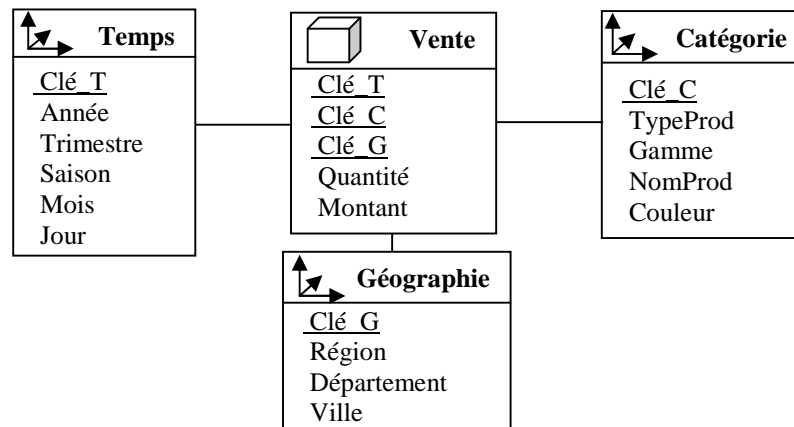 Temps
Clé_T
Année
Trimestre
Saison
Mois
Jour
Vente
Clé_T
Clé_C
Clé_G
Quantité
Montant
Catégorie
Clé_C
TypeProd
Gamme
NomProd
Couleur
Géographie
Clé_G
Région
Département
Ville